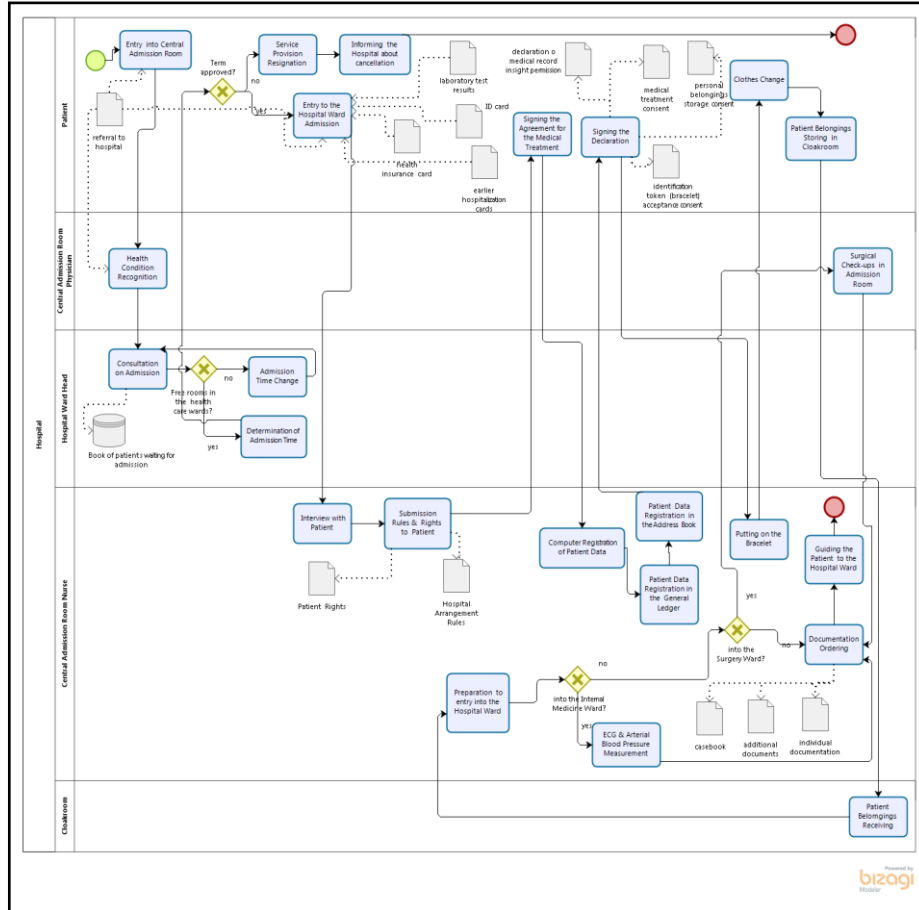 Hospital
Patient
Central Admission Room
Physician
Hospital Ward Head
Central Admission Room Nurse
Cloakroom
Entry into Central
Admission Room
referral to
hospital
Term
approved?
no
yes
Service
Provision
Resignation
Informing the
Hospital about
cancellation
Entry to the
Hospital Ward
Admission
laboratory test
results
ID card
health
insurance card
earlier
hospitalization
cards
declaration o
medical record
insight pemission
medical
treatment
consent
personal
belongings
storage consent
Signing the
Agreement for
the Medical
Treatment
Signing the
Declaration
identification
token (bracelet)
acceptance consent
Clothes Change
Patient Belongings
Storing in
Cloakroom
Health
Condition
Recognition
Surgical
Check-ups in
Admission
Room
Consultation
on Admission
Free rooms in
the health
care wards?
no
yes
Admission
Time Change
Determination of
Admission Time
Book of patients waiting for
admission
Interview with
Patient
Submission
Rules & Rights
to Patient
Patient Rights
Hospital
Arrangement
Rules
Computer Registration
of Patient Data
Patient Data
Registration in
the Address Book
Patient Data
Registration in
the General
Ledger
Putting on the
Bracelet
Guiding the
Patient to the
Hospital Ward
yes
into the
Surgery Ward?
no
Documentation
Ordering
Preparation to
entry into the
Hospital Ward
no
into the Internal
Medicine Ward?
yes
ECG & Arterial
Blood Pressure
Measurement
casebook
additional
documents
individual
documentation
Patient
Belomgings
Receiving
Powered by
bizagi
Modeler